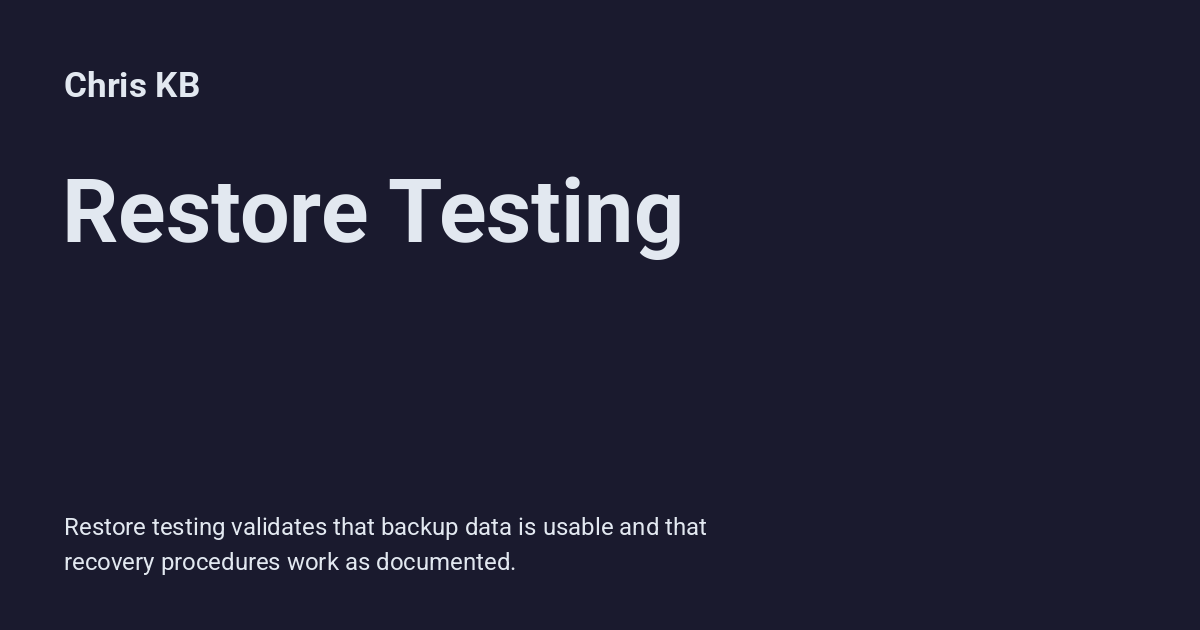 Chris KB
Restore Testing
Restore testing validates that backup data is usable and that
recovery procedures work as documented.